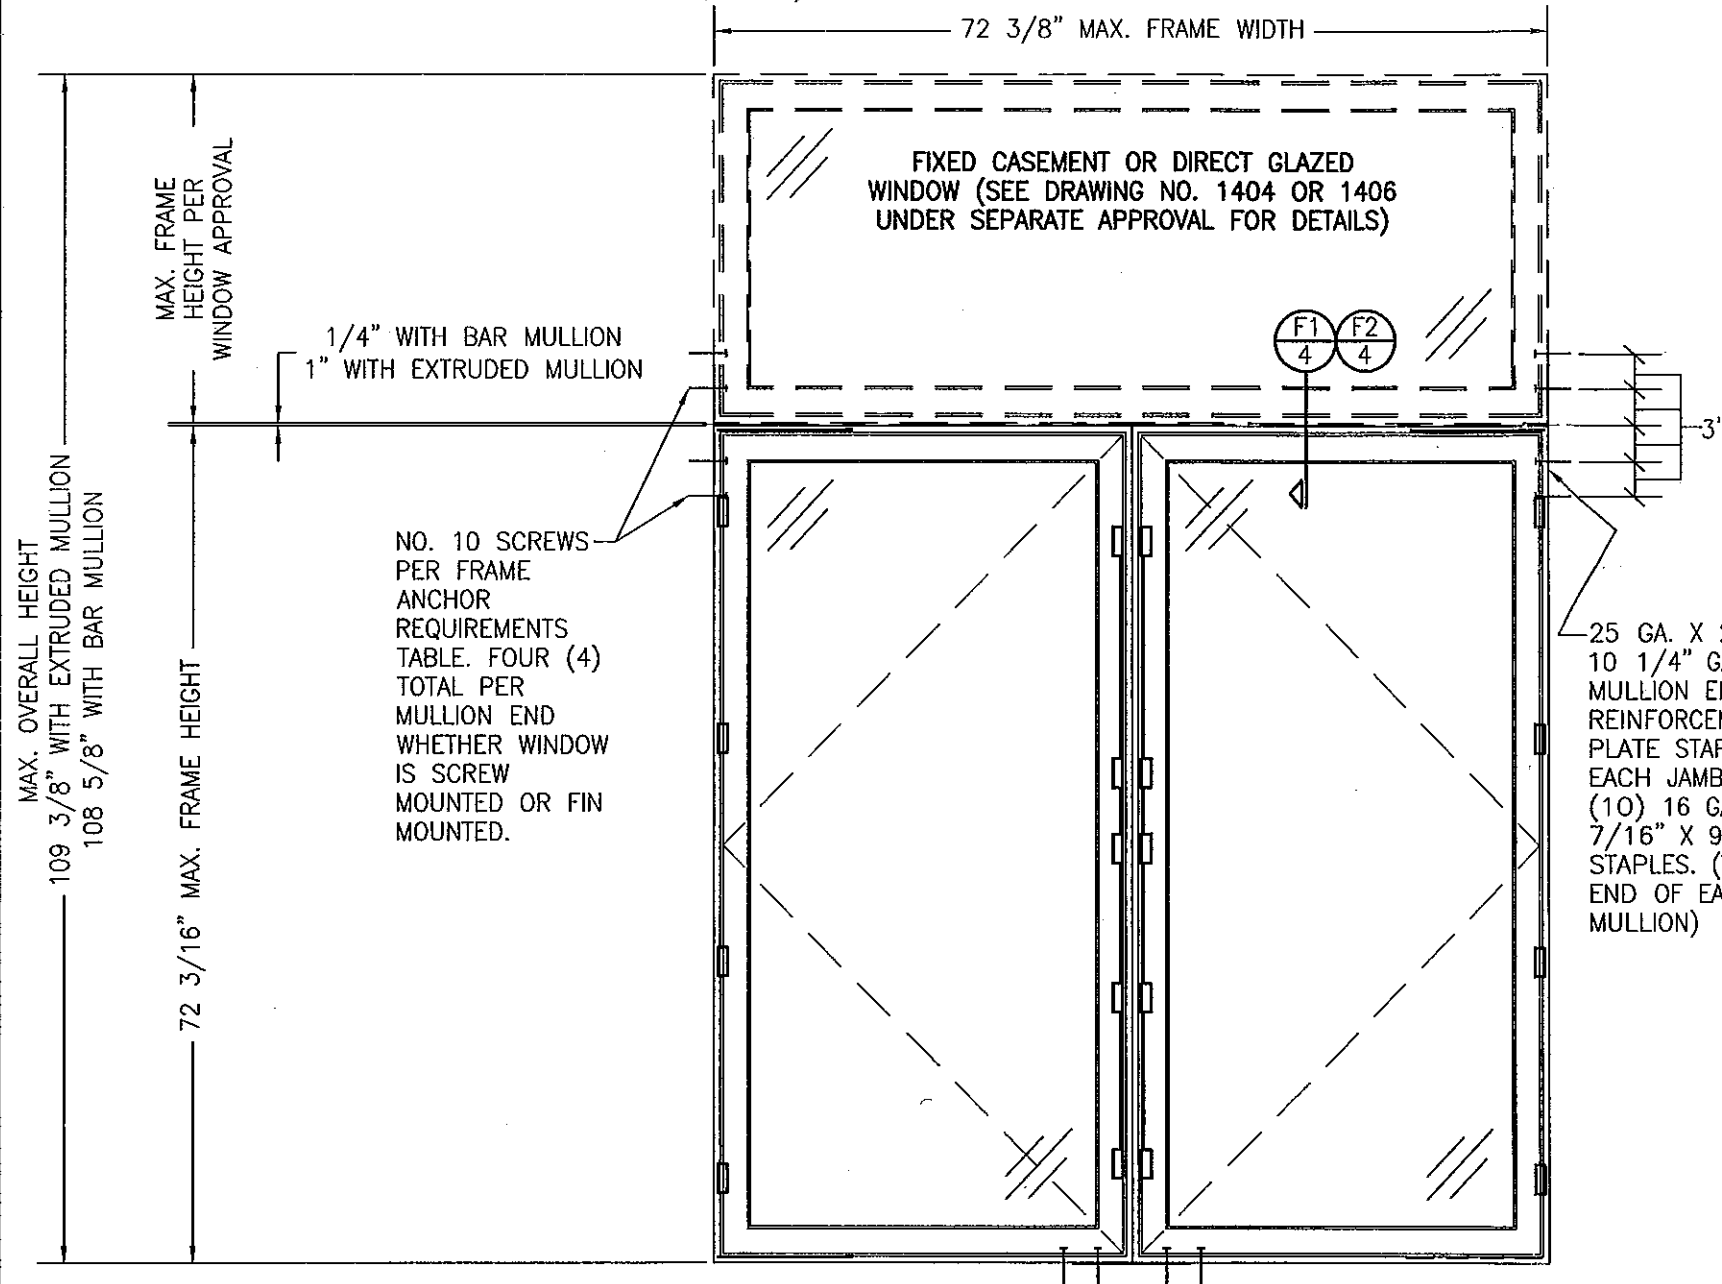 72 3/8" MAX. FRAME WIDTH
MAX. FRAME
HEIGHT PER
WINDOW APPROVAL
FIXED CASEMENT OR DIRECT GLAZED
WINDOW (SEE DRAWING NO. 1404 OR 1406
UNDER SEPARATE APPROVAL FOR DETAILS)
1/4" WITH BAR MULLION
1" WITH EXTRUDED MULLION
F1
4
F2
4
3"
MAX. OVERALL HEIGHT
109 3/8" WITH EXTRUDED MULLION
108 5/8" WITH BAR MULLION
72 3/16" MAX. FRAME HEIGHT
NO. 10 SCREWS
PER FRAME
ANCHOR
REQUIREMENTS
TABLE. FOUR (4)
TOTAL PER
MULLION END
WHETHER WINDOW
IS SCREW
MOUNTED OR FIN
MOUNTED.
25 GA. X
10 1/4"
MULLION
PLATE
EACH JAMB
(10) 16
7/16" X
STAPLES.
END OF
MULLION)